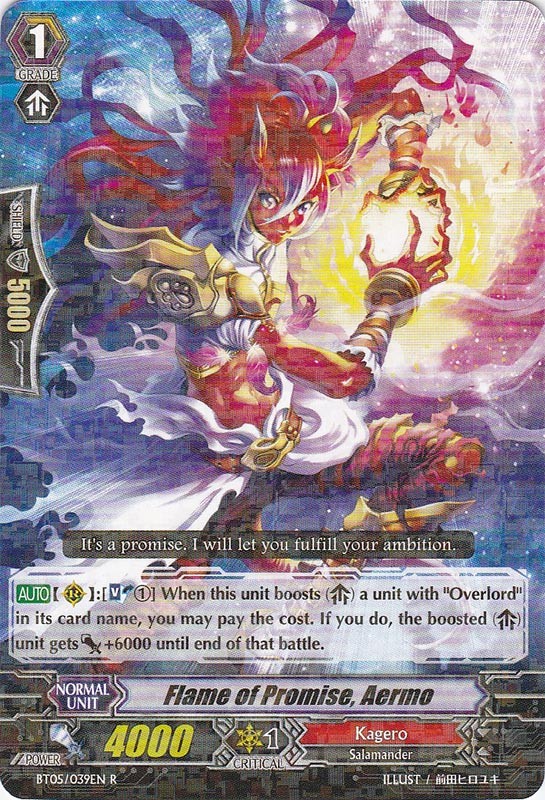 1
GRADE
SHIELD
5000
It's a promise. I will let you fulfill your ambition.
AUTO【 】:[ ①] When this unit boosts ( ) a unit with "Overlord"
in its card name, you may pay the cost. If you do, the boosted ( )
unit gets +6000 until end of that battle.
NORMAL
UNIT
Flame of Promise, Aermo
POWER
4000
1
CRITICAL
Kagero
Salamander
BT05/039EN R
ILLUST / 前田ヒロユキ